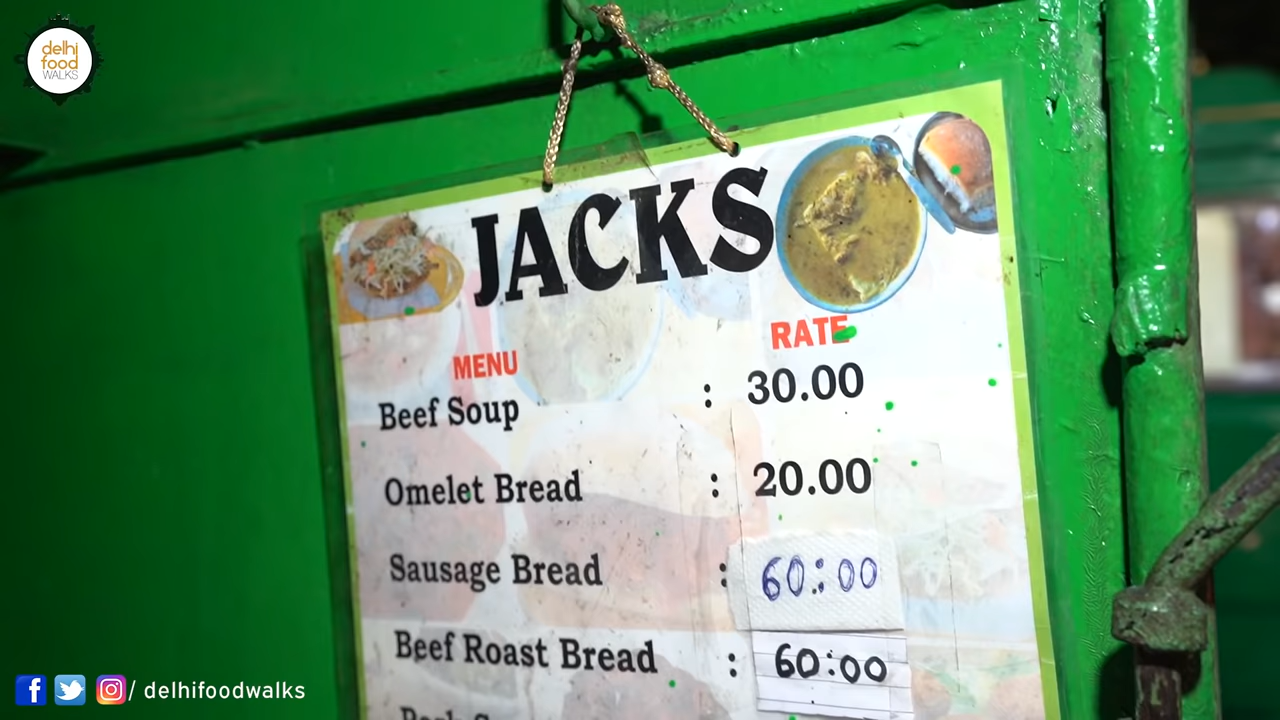 delhi
food
WALKS
JACKS
MENU RATE
Beef Soup : 30.00
Omelet Bread : 20.00
Sausage Bread : 60:00
Beef Roast Bread : 60:00
/ delhifoodwalks